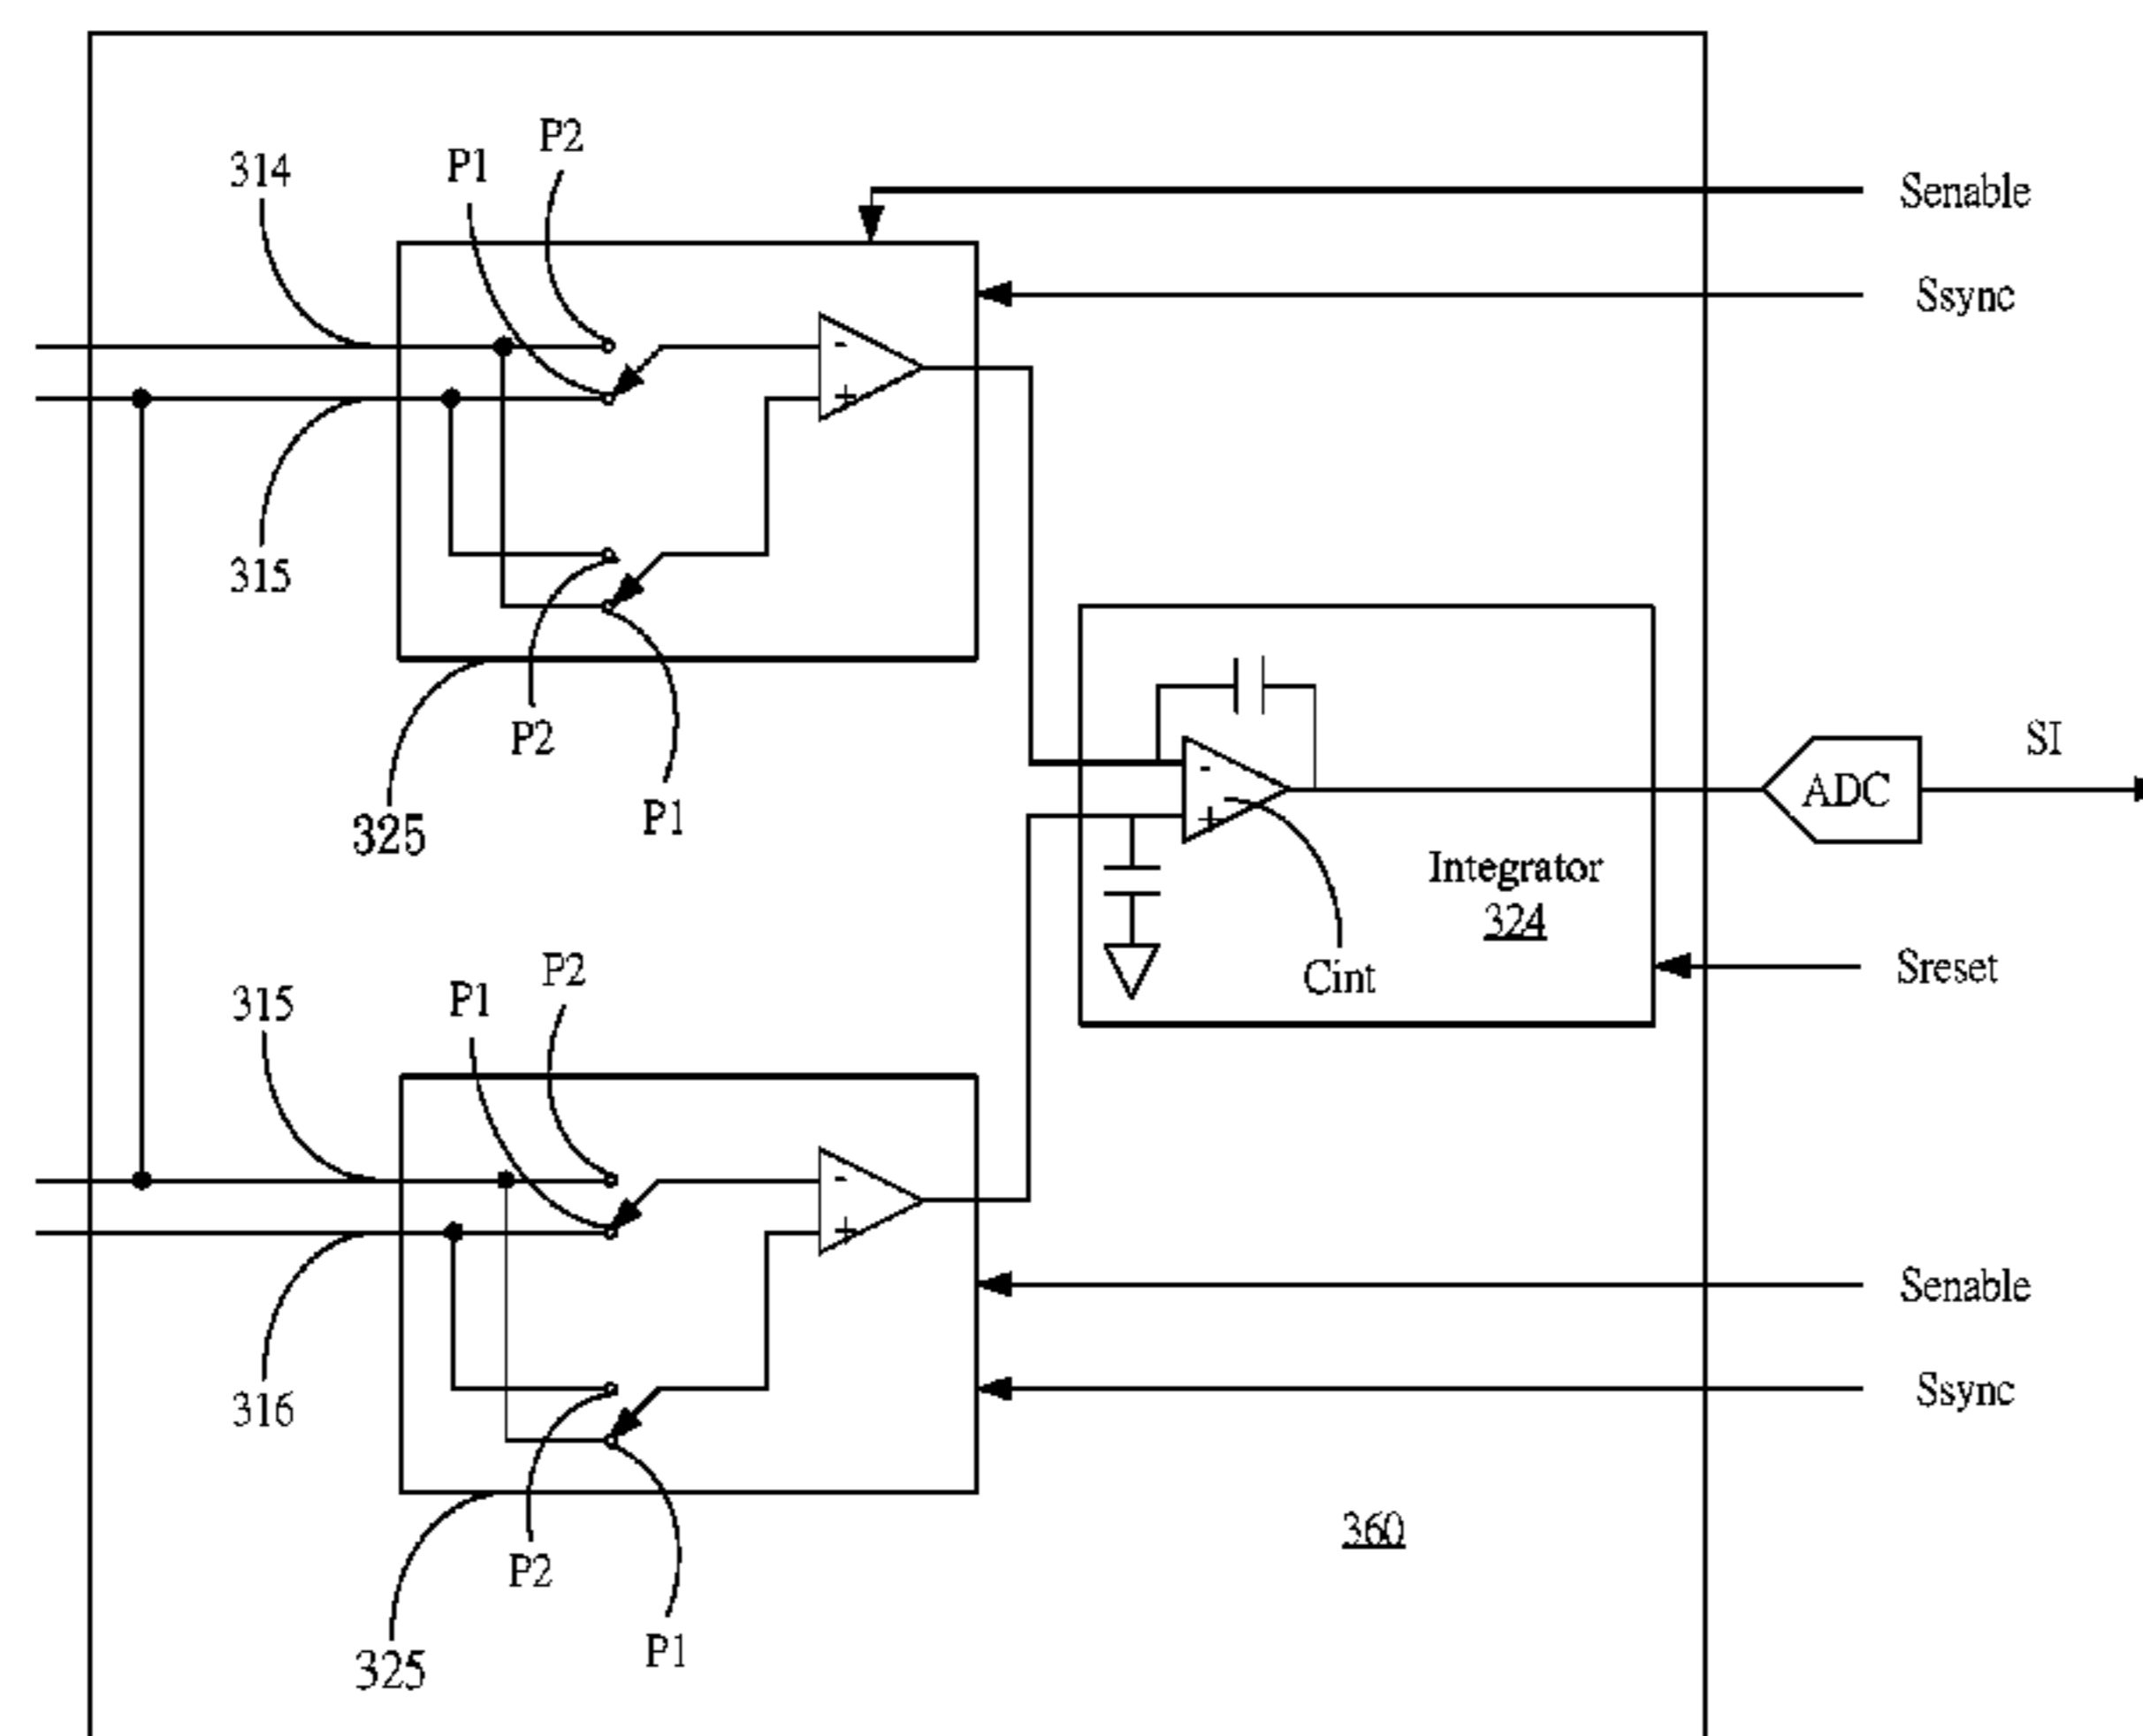 P2
P1
314
Senable
Ssync
-
+
315
P2
P1
325
SI
ADC
-
+
Integrator
324
Cint
Sreset
P2
P1
315
-
+
Senable
Ssync
316
360
P2
P1
325